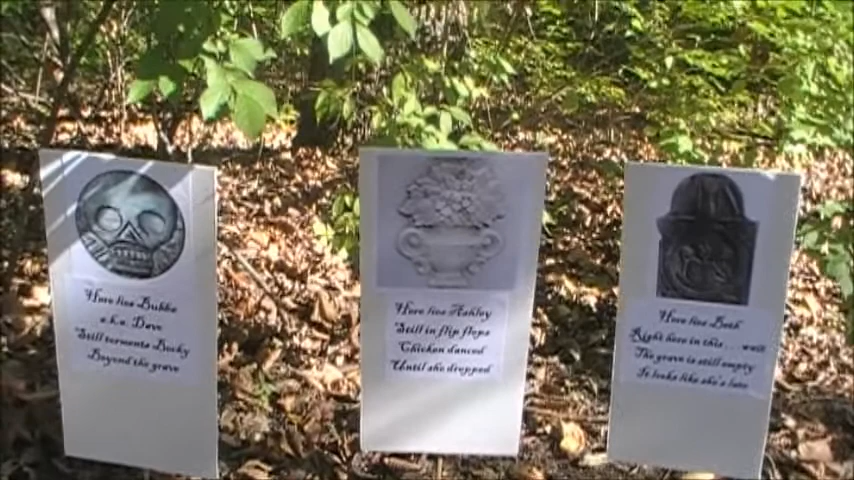 Here lies Bubba
a.k.a. Dave
Still torments Becky
Beyond the grave
Here lies Ashley
Still in flip flops
Chicken danced
Until she dropped
Here lies Beth
Right here in this . . . wait
The grave is still empty
It looks like she's late